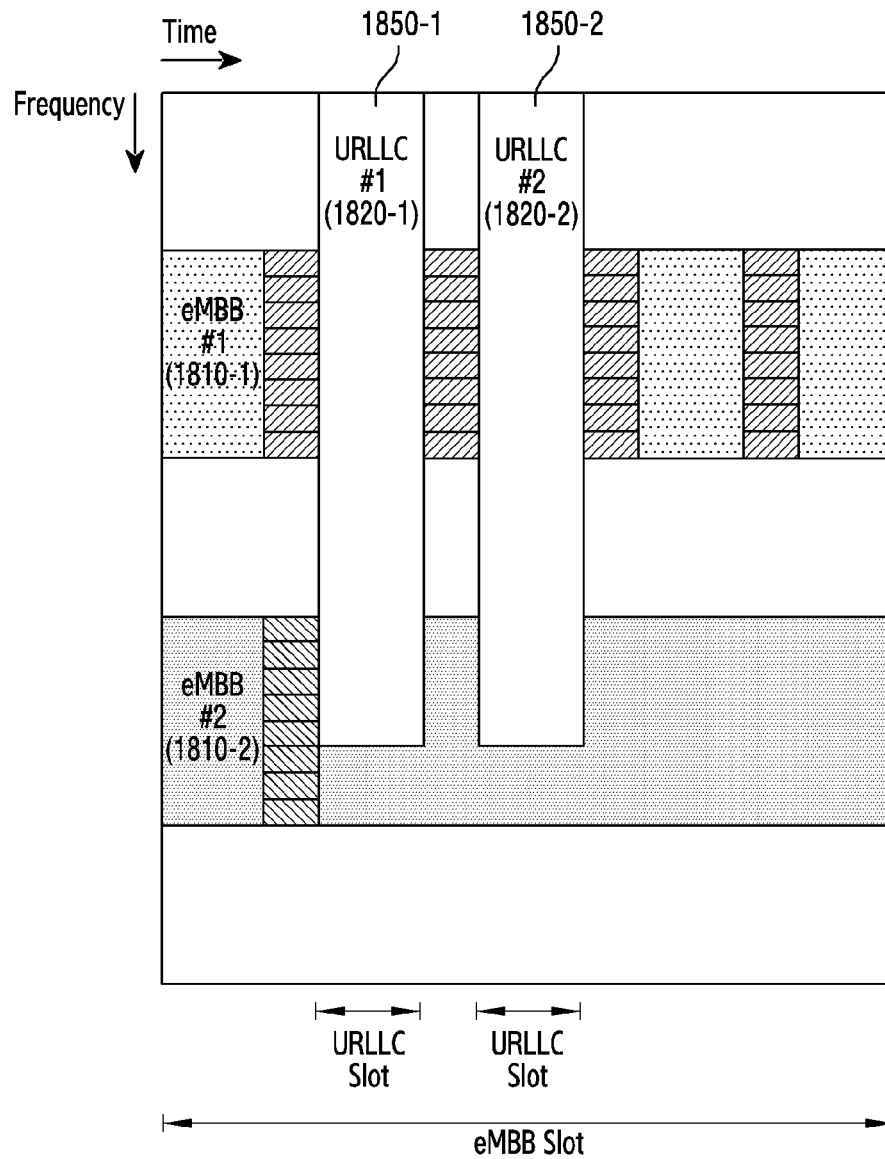 Time
1850-1
1850-2
Frequency
URLLC
#1
(1820-1)
URLLC
#2
(1820-2)
eMBB
#1
(1810-1)
eMBB
#2
(1810-2)
URLLC
Slot
URLLC
Slot
eMBB Slot